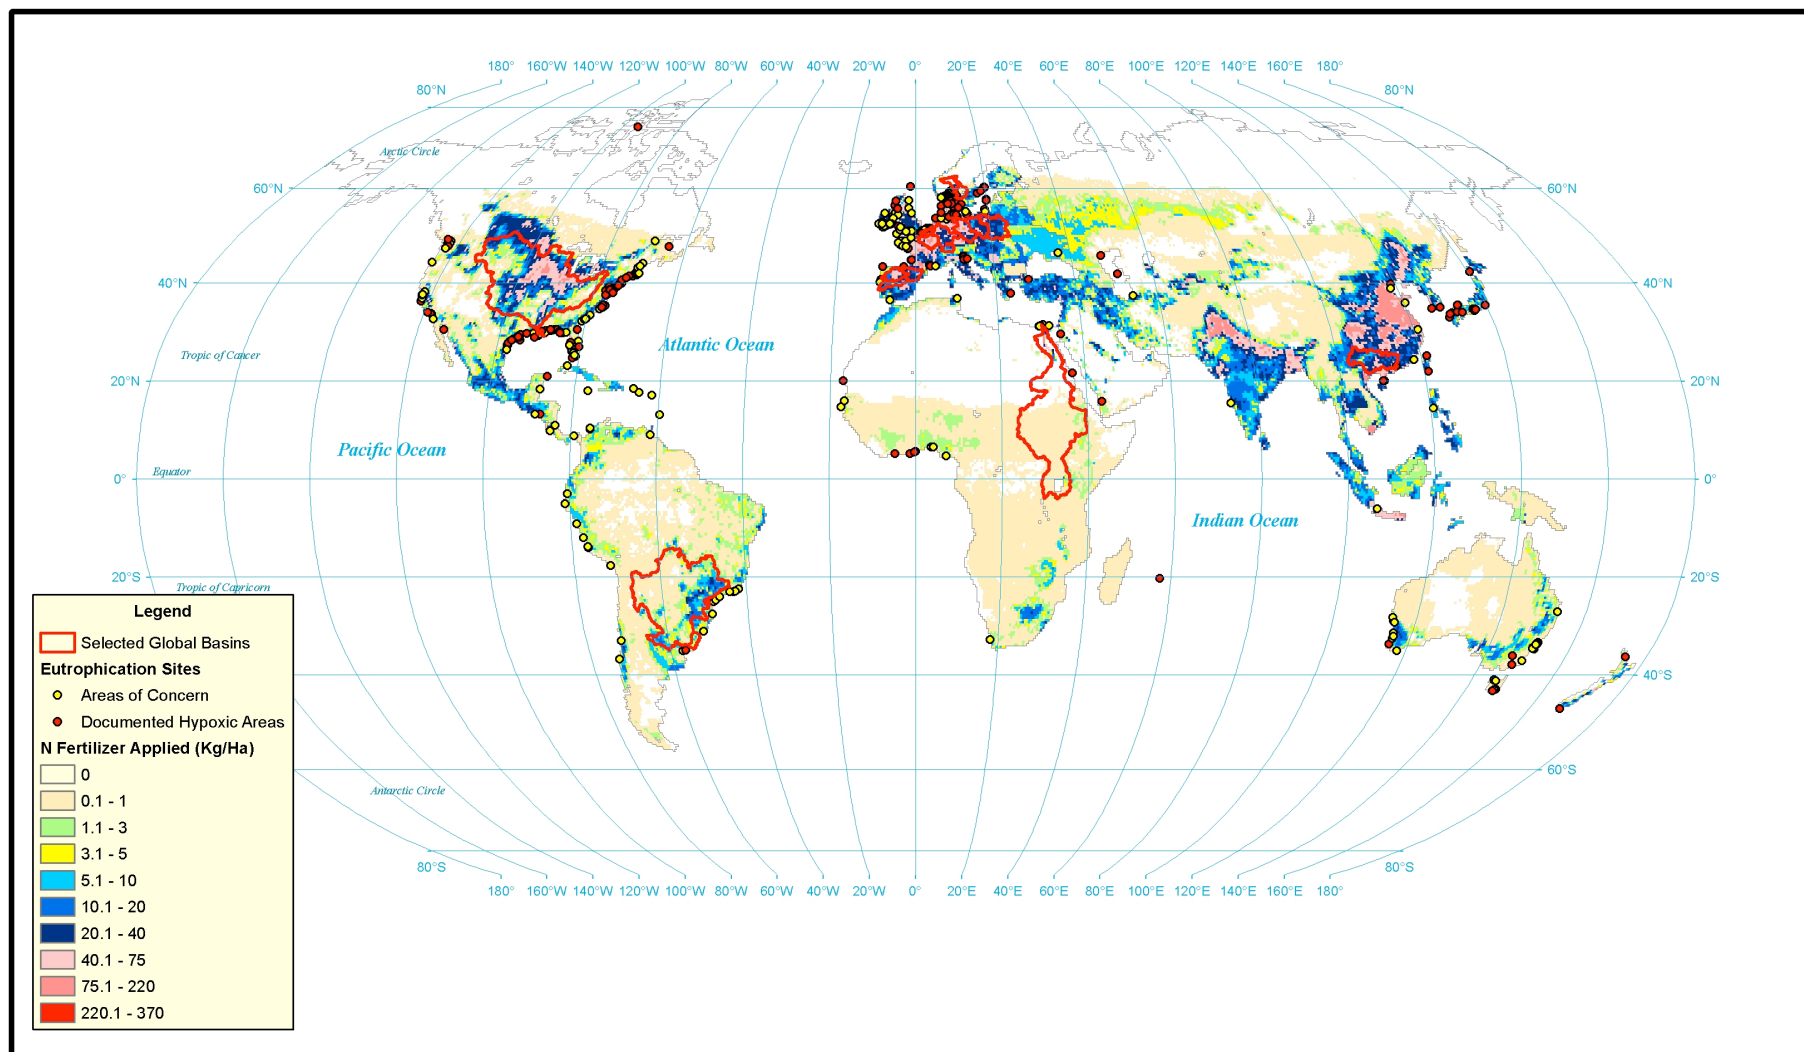 180° 160°W 140°W 120°W 100°W 80°W 60°W 40°W 20°W 0° 20°E 40°E 60°E 80°E 100°E 120°E 140°E 160°E 180°
80°N 80°N
Arctic Circle
60°N 60°N
40°N 40°N
Atlantic Ocean
Tropic of Cancer
20°N 20°N
Pacific Ocean
Equator
0° 0°
Indian Ocean
20°S 20°S
Tropic of Capricorn
Legend
Selected Global Basins
Eutrophication Sites
40°S
Areas of Concern
Documented Hypoxic Areas
N Fertilizer Applied (Kg/Ha)
60°S
0
Antarctic Circle
0.1 - 1
1.1 - 3
3.1 - 5
80°S 80°S
5.1 - 10
180° 160°W 140°W 120°W 100°W 80°W 60°W 40°W 20°W 0° 20°E 40°E 60°E 80°E 100°E 120°E 140°E 160°E 180°
10.1 - 20
20.1 - 40
40.1 - 75
75.1 - 220
220.1 - 370